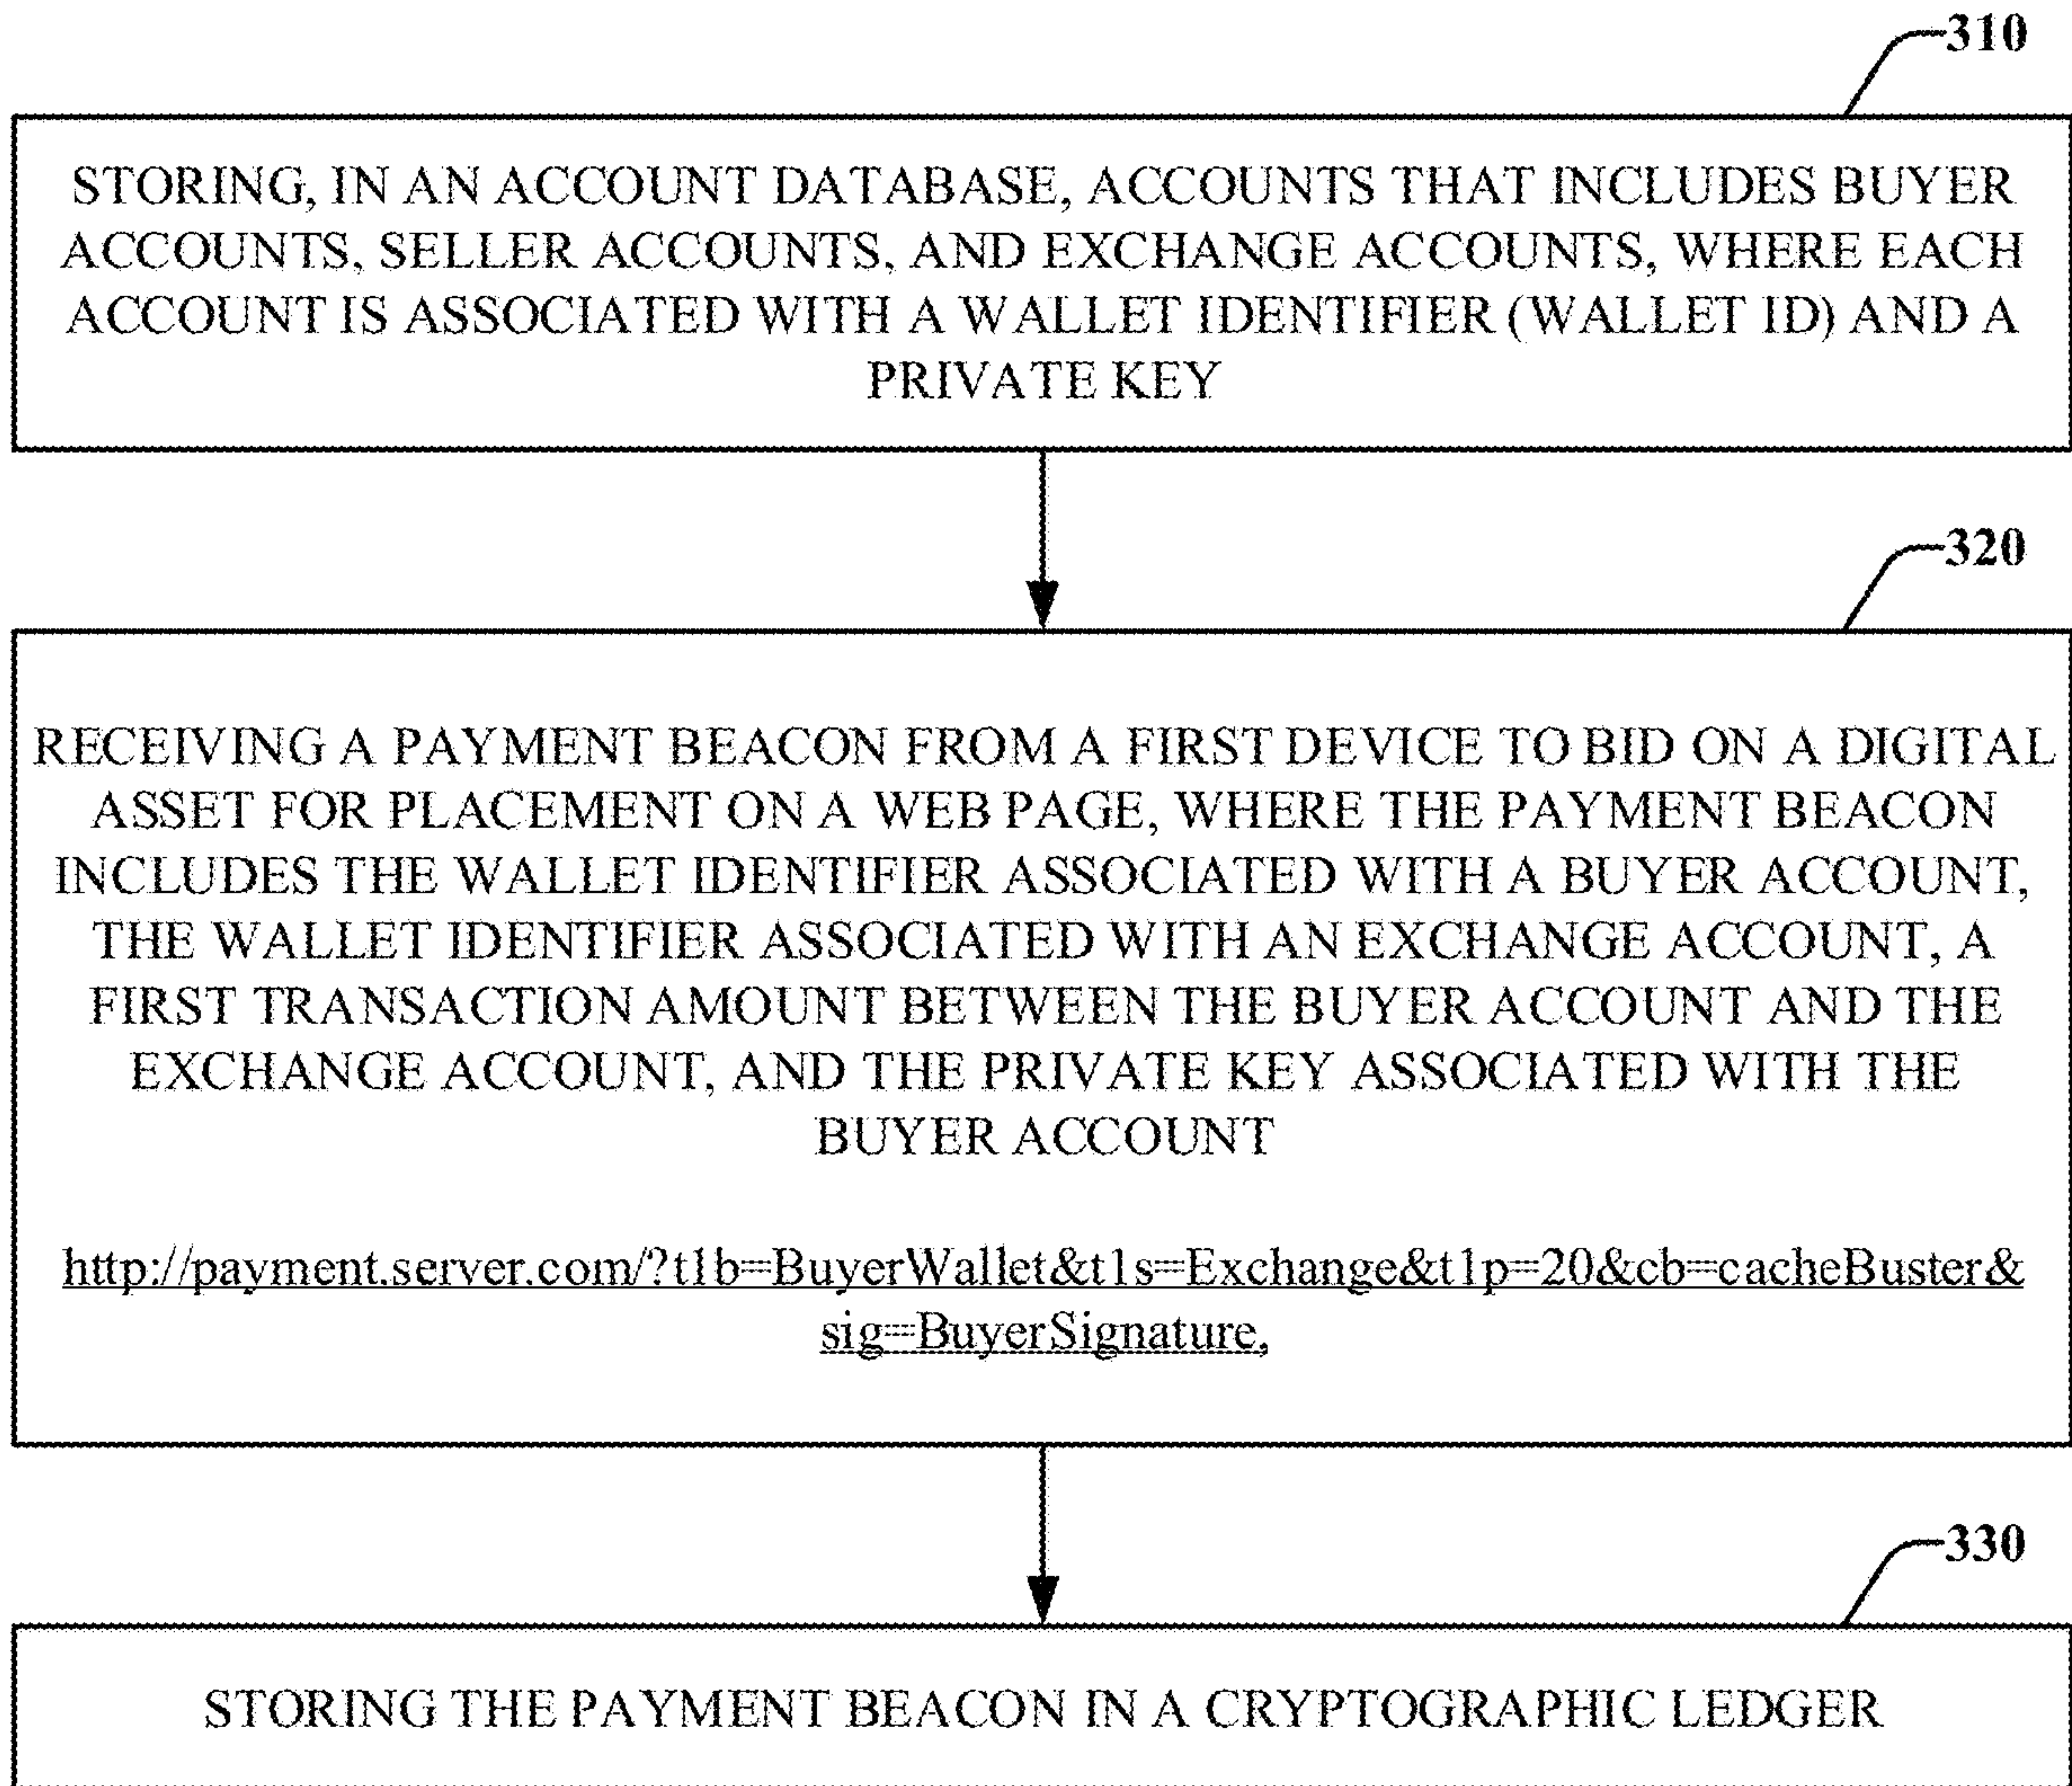 310
STORING, IN AN ACCOUNT DATABASE, ACCOUNTS THAT INCLUDES BUYER
ACCOUNTS, SELLER ACCOUNTS, AND EXCHANGE ACCOUNTS, WHERE EACH
ACCOUNT IS ASSOCIATED WITH A WALLET IDENTIFIER (WALLET ID) AND A
PRIVATE KEY
320
RECEIVING A PAYMENT BEACON FROM A FIRST DEVICE TO BID ON A DIGITAL
ASSET FOR PLACEMENT ON A WEB PAGE, WHERE THE PAYMENT BEACON
INCLUDES THE WALLET IDENTIFIER ASSOCIATED WITH A BUYER ACCOUNT,
THE WALLET IDENTIFIER ASSOCIATED WITH AN EXCHANGE ACCOUNT, A
FIRST TRANSACTION AMOUNT BETWEEN THE BUYER ACCOUNT AND THE
EXCHANGE ACCOUNT, AND THE PRIVATE KEY ASSOCIATED WITH THE
BUYER ACCOUNT
http://payment.server.com/?t1b=BuyerWallet&t1s=Exchange&t1p=20&cb=cacheBuster&
sig=BuyerSignature,
330
STORING THE PAYMENT BEACON IN A CRYPTOGRAPHIC LEDGER